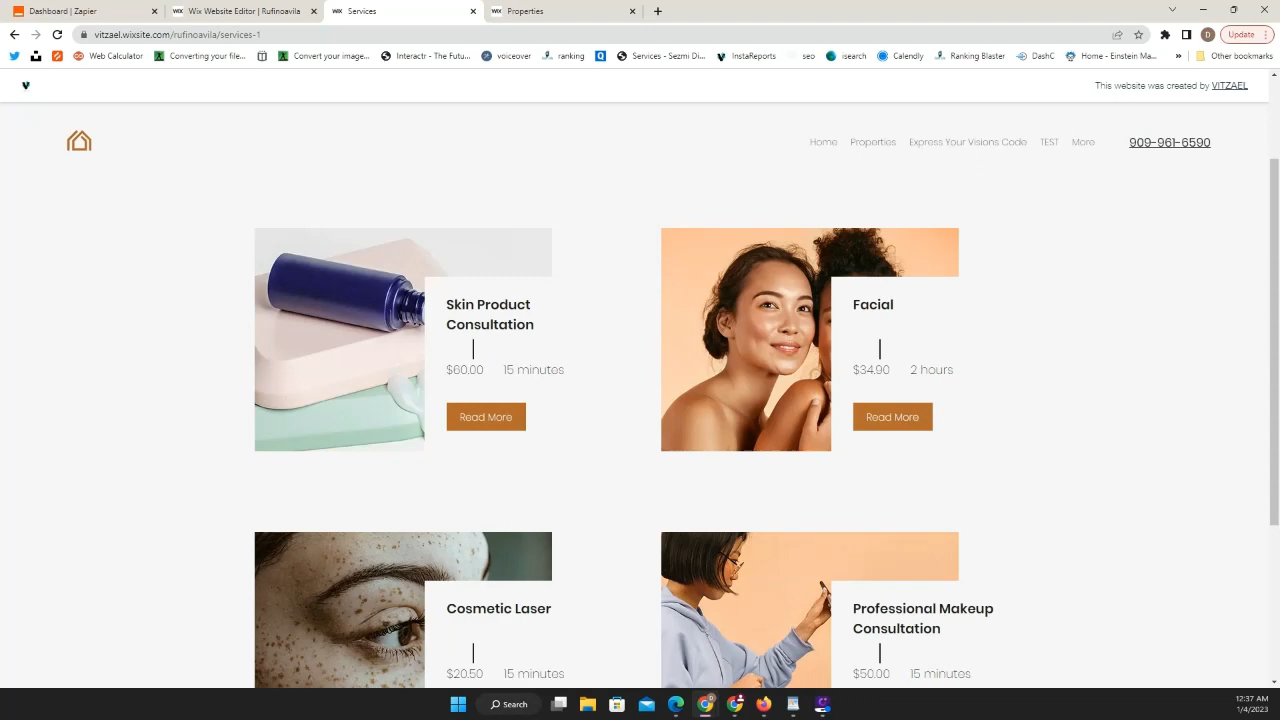 Dashboard | Zapier
Wix Website Editor | Rufinoavila
WIX Services
WIX Properties
vitzael.wixsite.com/rufinoavila/services-1
D Update
Web Calculator Converting your file... Convert your image... Interactr - The Futu... voiceover ranking Services - Sezmi Di... InstaReports seo isearch Calendly Ranking Blaster DashC Home - Einstein Ma... » Other bookmarks
This website was created by VITZAEL
Home Properties Express Your Visions Code TEST More 909-961-6590
Skin Product
Consultation
$60.00 15 minutes
Read More
Facial
$34.90 2 hours
Read More
Cosmetic Laser
$20.50 15 minutes
Professional Makeup
Consultation
$50.00 15 minutes
Search
12:37 AM
1/4/2023